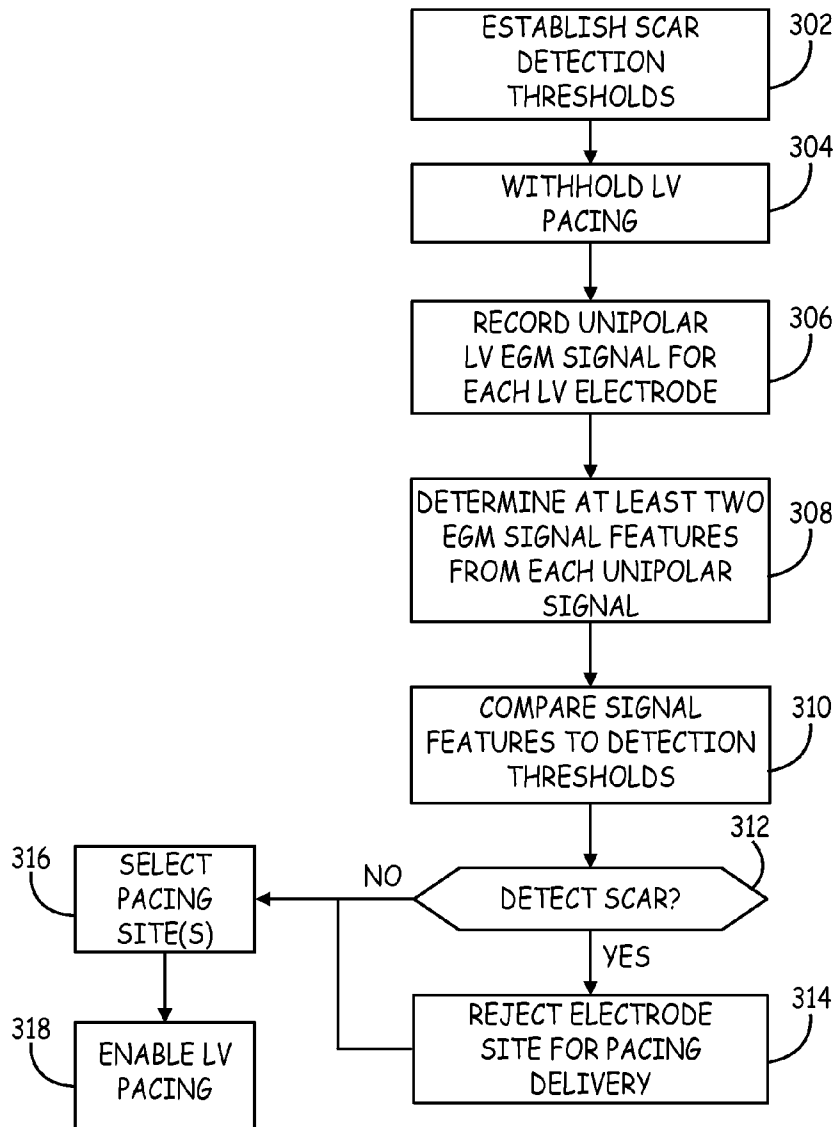 ESTABLISH SCAR
DETECTION
THRESHOLDS
302
WITHHOLD LV
PACING
304
RECORD UNIPOLAR
LV EGM SIGNAL FOR
EACH LV ELECTRODE
306
DETERMINE AT LEAST TWO
EGM SIGNAL FEATURES
FROM EACH UNIPOLAR
SIGNAL
308
COMPARE SIGNAL
FEATURES TO DETECTION
THRESHOLDS
310
DETECT SCAR?
312
NO
YES
316
SELECT
PACING
SITE(S)
REJECT ELECTRODE
SITE FOR PACING
DELIVERY
314
318
ENABLE LV
PACING